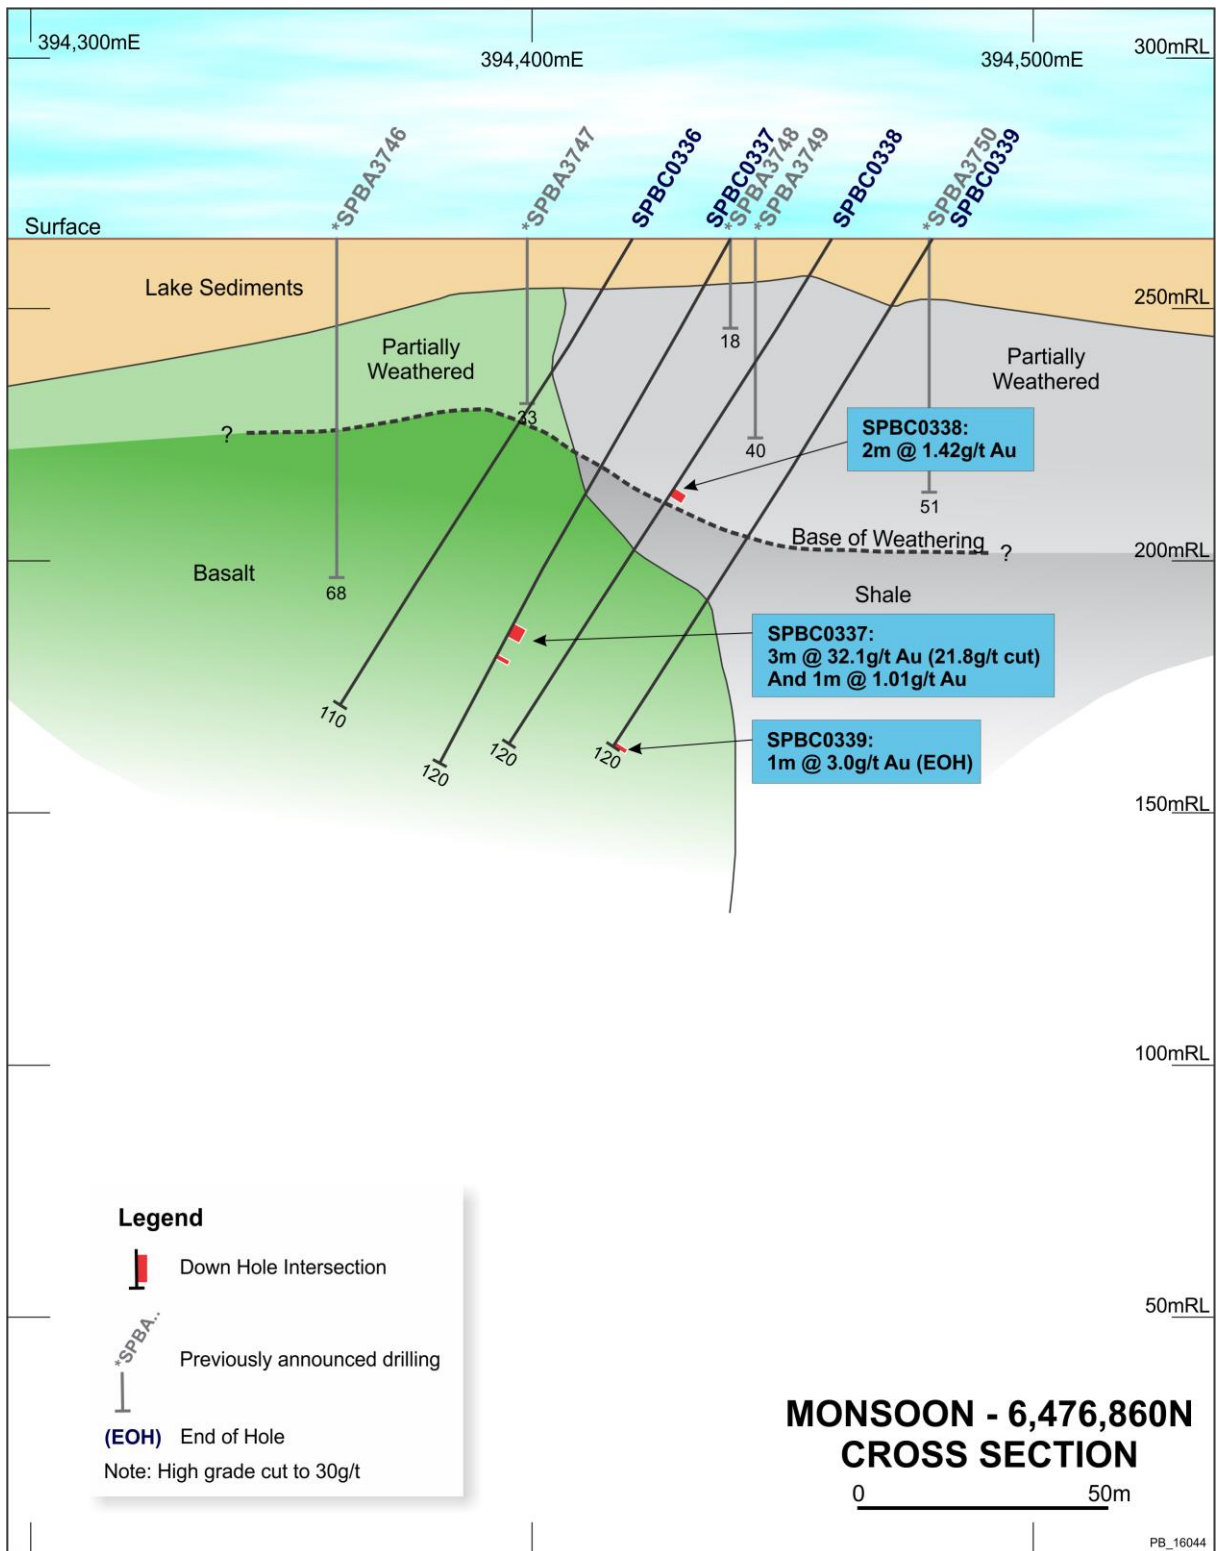 394,300mE
394,400mE
394,500mE
300mRL
*SPBA3746
*SPBA3747
SPBC0336
SPBC0337
*SPBA3748
*SPBA3749
SPBC0338
*SPBA3750
SPBC0339
Surface
Lake Sediments
250mRL
18
Partially
Weathered
Partially
Weathered
33
?
40
SPBC0338:
2m @ 1.42g/t Au
51
Base of Weathering
?
200mRL
Basalt
68
Shale
SPBC0337:
3m @ 32.1g/t Au (21.8g/t cut)
And 1m @ 1.01g/t Au
110
120
120
120
SPBC0339:
1m @ 3.0g/t Au (EOH)
150mRL
100mRL
50mRL
Legend
Down Hole Intersection
*SPBA..
Previously announced drilling
(EOH) End of Hole
Note: High grade cut to 30g/t
MONSOON - 6,476,860N
CROSS SECTION
0 50m
PB_16044